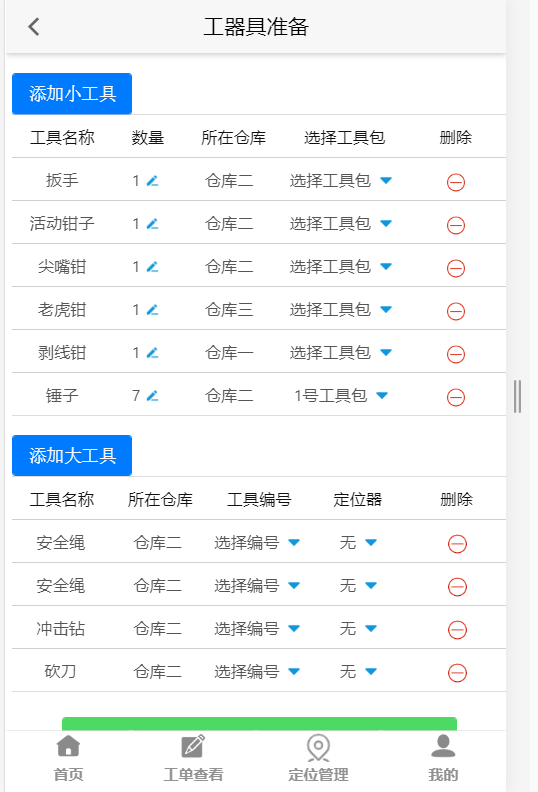 工器具准备
添加小工具
工具名称 数量 所在仓库 选择工具包 删除
扳手 1 仓库二 选择工具包
活动钳子 1 仓库二 选择工具包
尖嘴钳 1 仓库二 选择工具包
老虎钳 1 仓库三 选择工具包
剥线钳 1 仓库一 选择工具包
锤子 7 仓库二 1号工具包
添加大工具
工具名称 所在仓库 工具编号 定位器 删除
安全绳 仓库二 选择编号 无
安全绳 仓库二 选择编号 无
冲击钻 仓库二 选择编号 无
砍刀 仓库二 选择编号 无
首页 工单查看 定位管理 我的